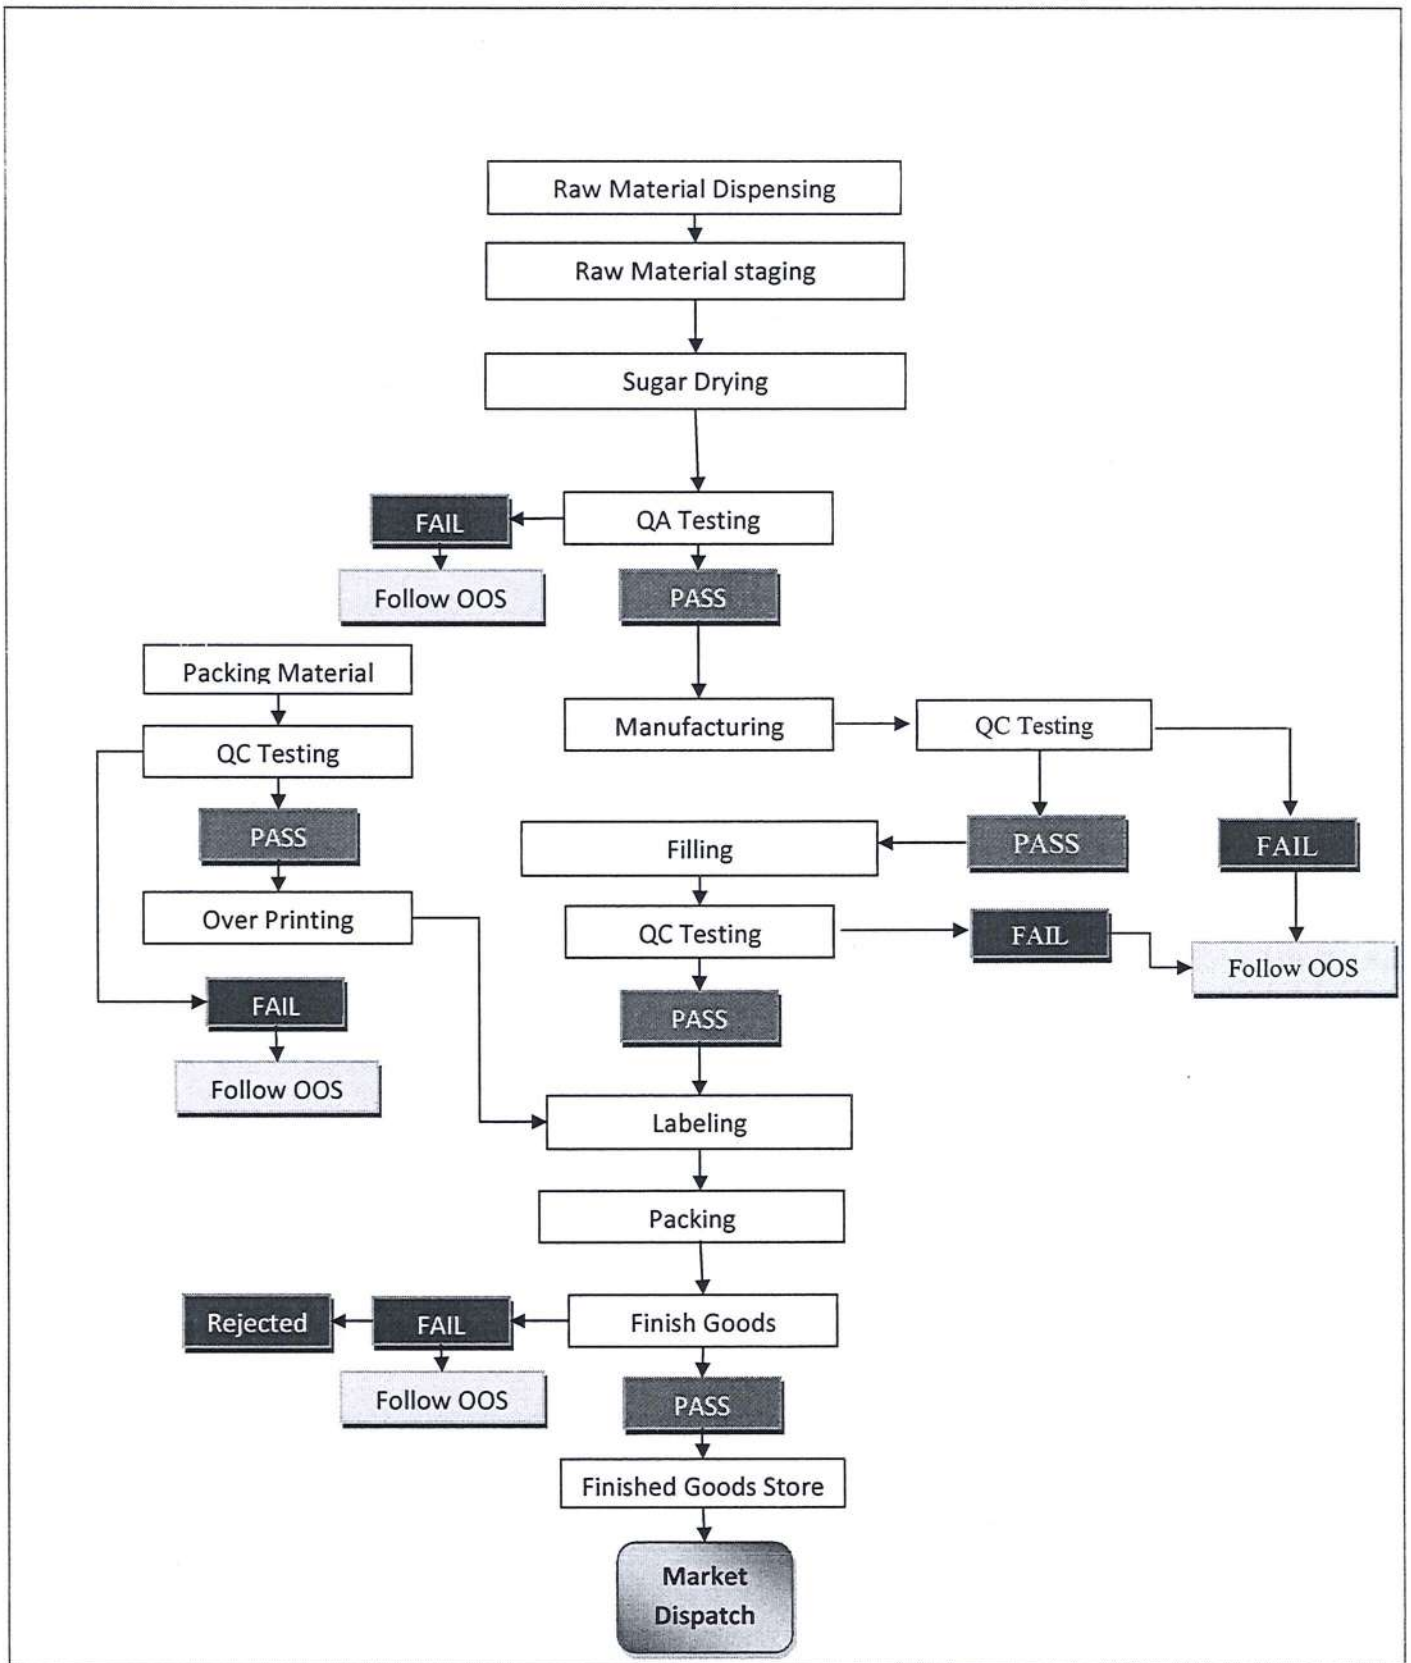 Raw Material Dispensing
Raw Material staging
Sugar Drying
FAIL
QA Testing
Follow OOS
PASS
Packing Material
Manufacturing
QC Testing
QC Testing
PASS
Filling
PASS
FAIL
Over Printing
QC Testing
FAIL
Follow OOS
FAIL
PASS
Follow OOS
Labeling
Packing
Rejected
FAIL
Finish Goods
Follow OOS
PASS
Finished Goods Store
Market
Dispatch